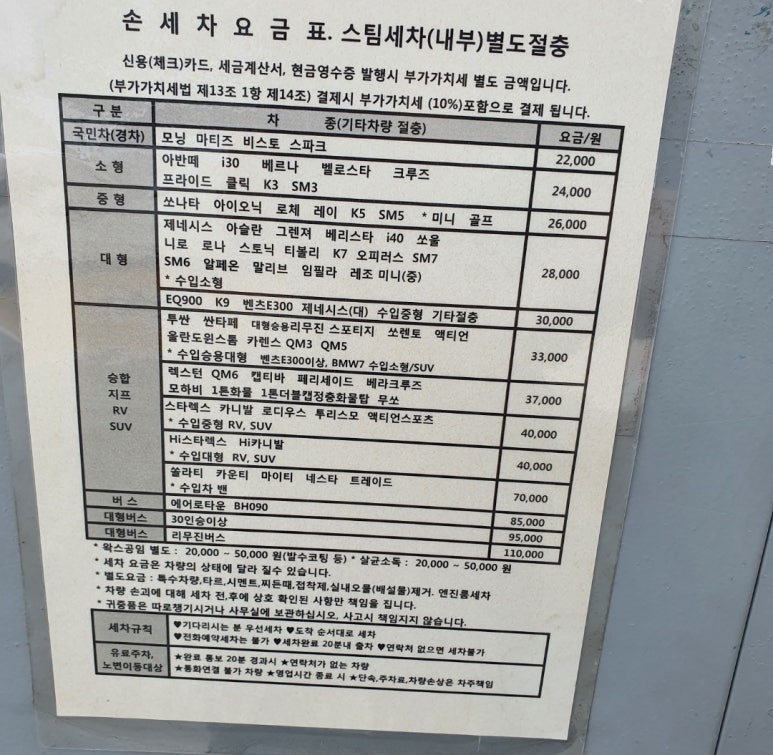 손 세 차 요 금 표. 스팀세차(내부)별도절충
신용(체크)카드, 세금계산서, 현금영수증 발행시 부가가치세 별도 금액입니다.
(부가가치세법 제13조 1항 제14조) 결제시 부가가치세 (10%)포함으로 결제 됩니다.
구 분 차 종(기타차량 절충) 요금/원
국민차(경차) 모닝 마티즈 비스토 스파크 22,000
소 형 아반떼 i30 베르나 벨로스타 크루즈
프라이드 클릭 K3 SM3 24,000
중 형 쏘나타 아이오닉 로체 레이 K5 SM5 * 미니 골프 26,000
대 형 제네시스 아슬란 그렌져 베리스타 i40 쏘울
니로 로나 스토닉 티볼리 K7 오피러스 SM7
SM6 알페온 말리브 임필라 레조 미니(중) 28,000
* 수입소형
EQ900 K9 벤츠E300 제네시스(대) 수입중형 기타절충 30,000
승합
지프
RV
SUV
투싼 싼타페 대형승용리무진 스포티지 쏘렌토 액티언
올란도윈스톰 카렌스 QM3 QM5 33,000
* 수입승용대형 벤츠E300이상, BMW7 수입소형/SUV
렉스턴 QM6 캡티바 페리세이드 베라크루즈
모하비 1톤화물 1톤더블캡정중화물탑 무쏘 37,000
스타렉스 카니발 로디우스 투리스모 액티언스포츠
* 수입중형 RV, SUV 40,000
Hi스타렉스 Hi카니발
* 수입대형 RV, SUV 40,000
쏠라티 카운티 마이티 네스타 트레이드
* 수입차 밴 70,000
버 스 에어로타운 BH090 85,000
대형버스 30인승이상 95,000
대형버스 리무진버스 110,000
* 왁스공임 별도 : 20,000 ~ 50,000 원(발수코팅 등) * 살균소독 : 20,000 ~ 50,000 원
* 세차 요금은 차량의 상태에 달라 질수 있습니다.
* 별도요금 : 특수차량,타르,시멘트,찌든때,접착제,실내오물(배설물)제거. 엔진룸세차
* 차량 손괴에 대해 세차 전,후에 상호 확인된 사항만 책임을 집니다.
* 귀중품은 따로챙기시거나 사무실에 보관하십시오, 사고시 책임지지 않습니다.
세차규칙 ♥기다리시는 분 우선세차 ♥도착 순서대로 세차
♥전화예약세차는 불가 ♥세차완료 20분내 출차 ♥연락처 없으면 세차불가
유료주차, ★완료 통보 20분 경과시 ★연락처가 없는 차량
노변이동대상 ★통화연결 불가 차량 ★영업시간 종료 시 ★단속,주차료,차량손상은 차주책임